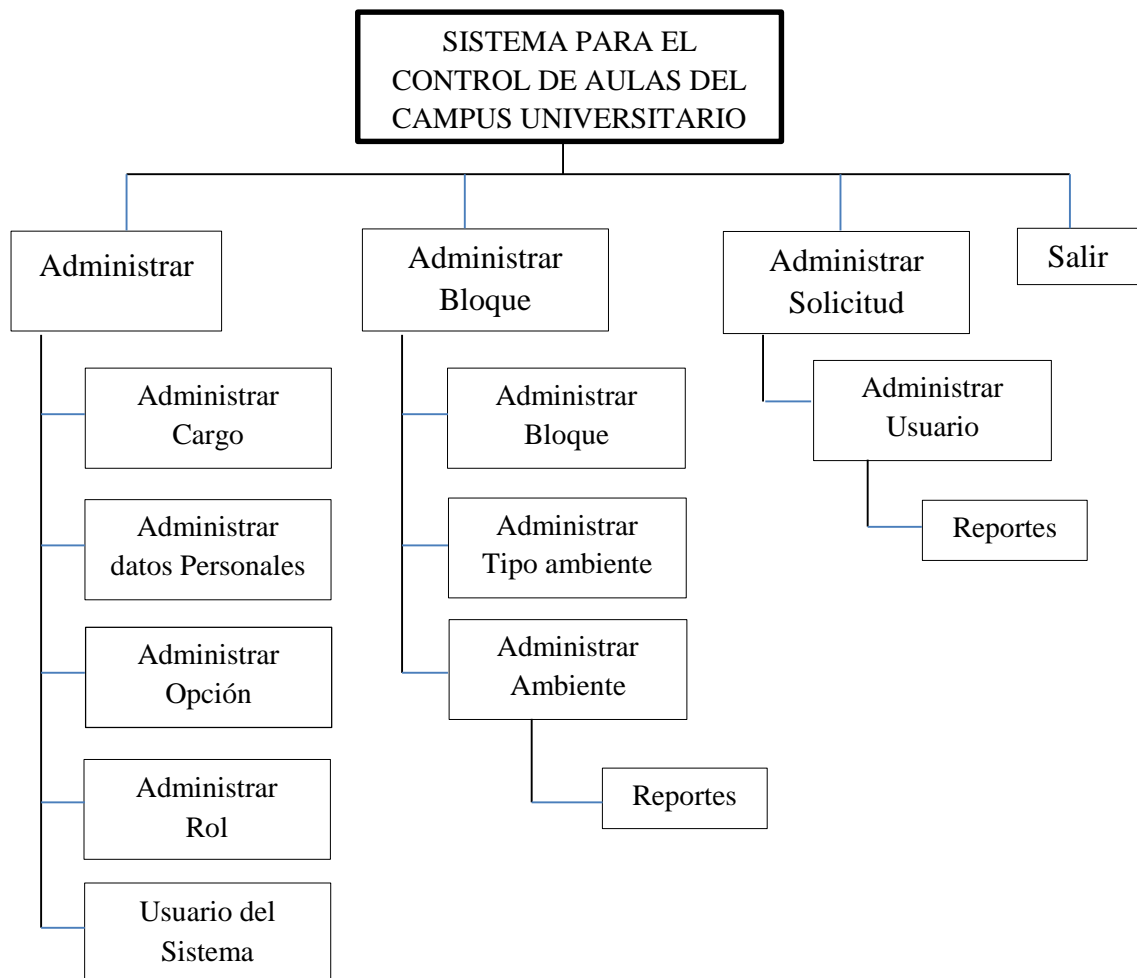 SISTEMA PARA EL
CONTROL DE AULAS DEL
CAMPUS UNIVERSITARIO
Administrar
Administrar
Cargo
Administrar
datos Personales
Administrar
Opción
Administrar
Rol
Usuario del
Sistema
Administrar
Bloque
Administrar
Bloque
Administrar
Tipo ambiente
Administrar
Ambiente
Reportes
Administrar
Solicitud
Administrar
Usuario
Reportes
Salir